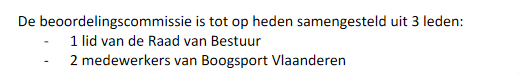 De beoordelingscommissie is tot op heden samengesteld uit 3 leden:
- 1 lid van de Raad van Bestuur
- 2 medewerkers van Boogsport Vlaanderen